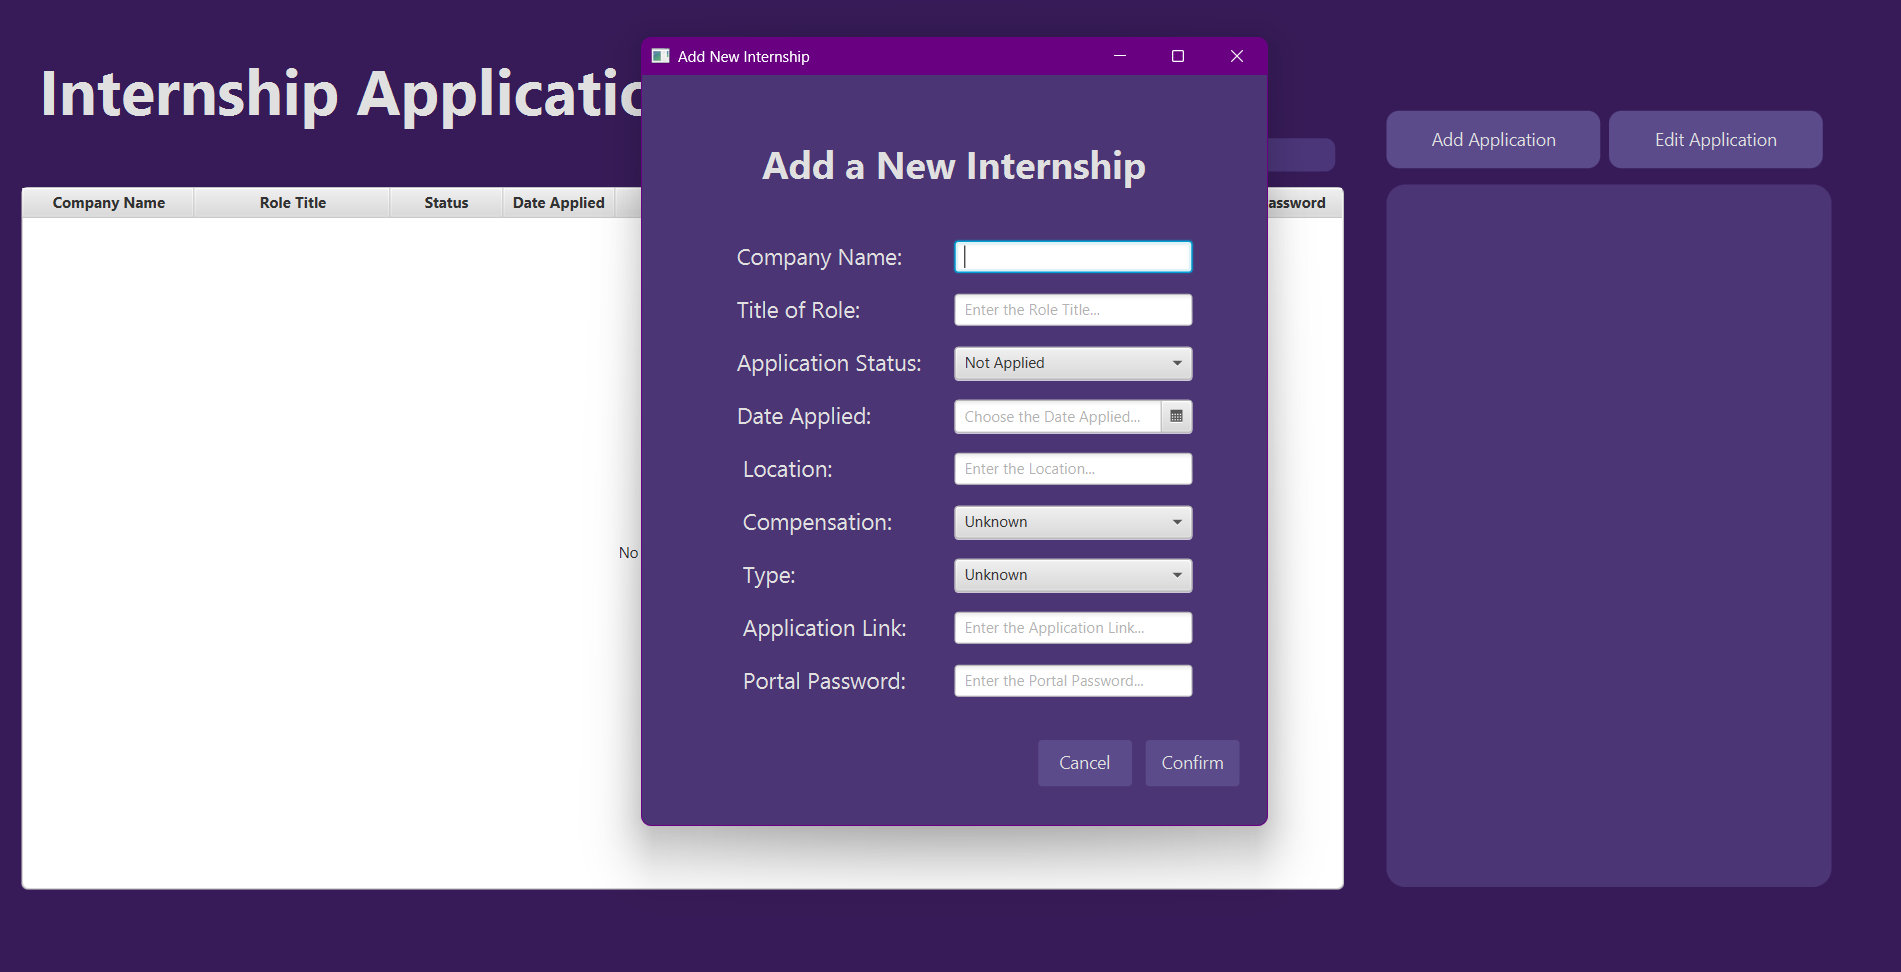 Add New Internship
Internship Applicatio
Add Application
Edit Application
Add a New Internship
Company Name
Role Title
Status
Date Applied
assword
Company Name:
Title of Role:
Enter the Role Title...
Application Status:
Not Applied
Date Applied:
Choose the Date Applied...
Location:
Enter the Location...
Compensation:
Unknown
No
Type:
Unknown
Application Link:
Enter the Application Link...
Portal Password:
Enter the Portal Password...
Cancel
Confirm